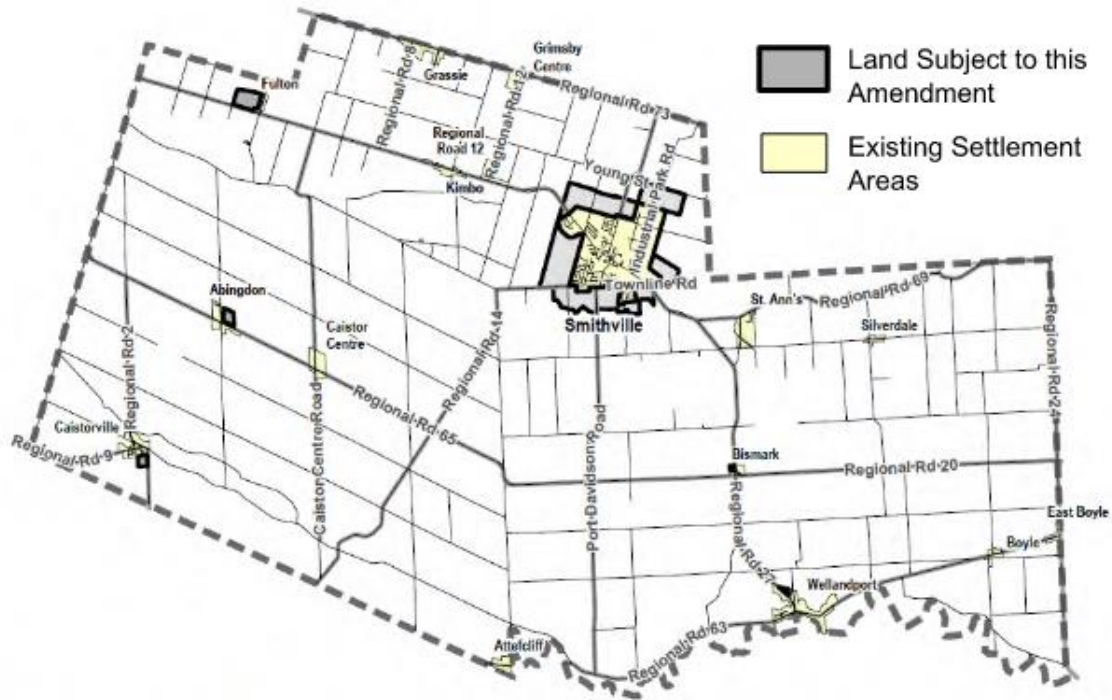 Land Subject to this
Amendment
Existing Settlement
Areas
Regional·Rd·8
Grassie
Grimsby
Centre
Regional·Rd·12
Regional·Rd·73
Fulton
Regional
Road 12
Kimbo
Young St
Industrial Park Rd
Townline Rd
Smithville
St. Ann's
Regional·Rd·69
Silverdale
Regional·Rd·24
Abingdon
Regional·Rd·2
Caistor
Centre
Regional·Rd·14
Regional·Rd·65
Caistorville
Regional·Rd·9
Caistor Centre Road
Port Davidson Road
Bismark
Regional·Rd·20
Regional·Rd·27
East Boyle
Boyle
Wellandport
Regional·Rd·63
Attercliff